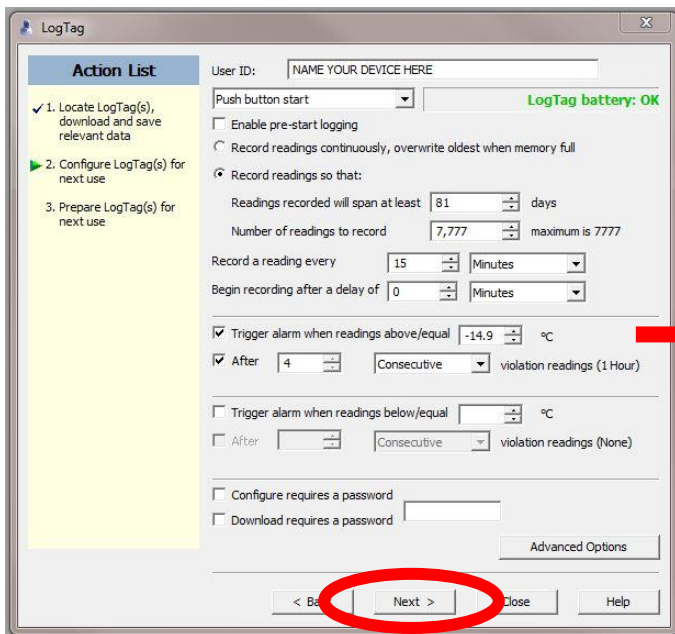 LogTag
X
Action List
1. Locate LogTag(s),
download and save
relevant data
2. Configure LogTag(s) for
next use
3. Prepare LogTag(s) for
next use
User ID: NAME YOUR DEVICE HERE
Push button start LogTag battery: OK
Enable pre-start logging
Record readings continuously, overwrite oldest when memory full
Record readings so that:
Readings recorded will span at least 81 days
Number of readings to record 7,777 maximum is 7777
Record a reading every 15 Minutes
Begin recording after a delay of 0 Minutes
Trigger alarm when readings above/equal -14.9 ºC
After 4 Consecutive violation readings (1 Hour)
Trigger alarm when readings below/equal ºC
After Consecutive violation readings (None)
Configure requires a password
Download requires a password
Advanced Options
< Ba Next > Close Help